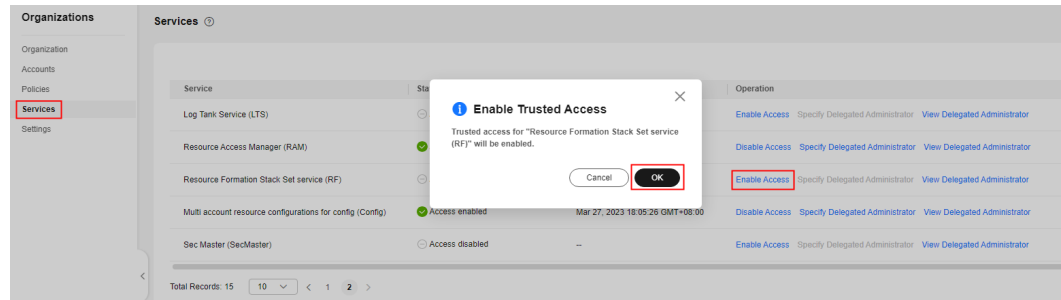 Organizations
Services
Organization
Accounts
Policies
Services
Settings
Service
Sta
Operation
Log Tank Service (LTS)
Enable Access Specify Delegated Administrator View Delegated Administrator
Resource Access Manager (RAM)
Disable Access Specify Delegated Administrator View Delegated Administrator
Resource Formation Stack Set service (RF)
Enable Access Specify Delegated Administrator View Delegated Administrator
Multi account resource configurations for config (Config)
Access enabled
Mar 27, 2023 18:05:26 GMT+08:00
Disable Access Specify Delegated Administrator View Delegated Administrator
Sec Master (SecMaster)
Access disabled
--
Enable Access Specify Delegated Administrator View Delegated Administrator
Total Records: 15 10 < 1 2 >
Enable Trusted Access
Trusted access for "Resource Formation Stack Set service
(RF)" will be enabled.
Cancel OK